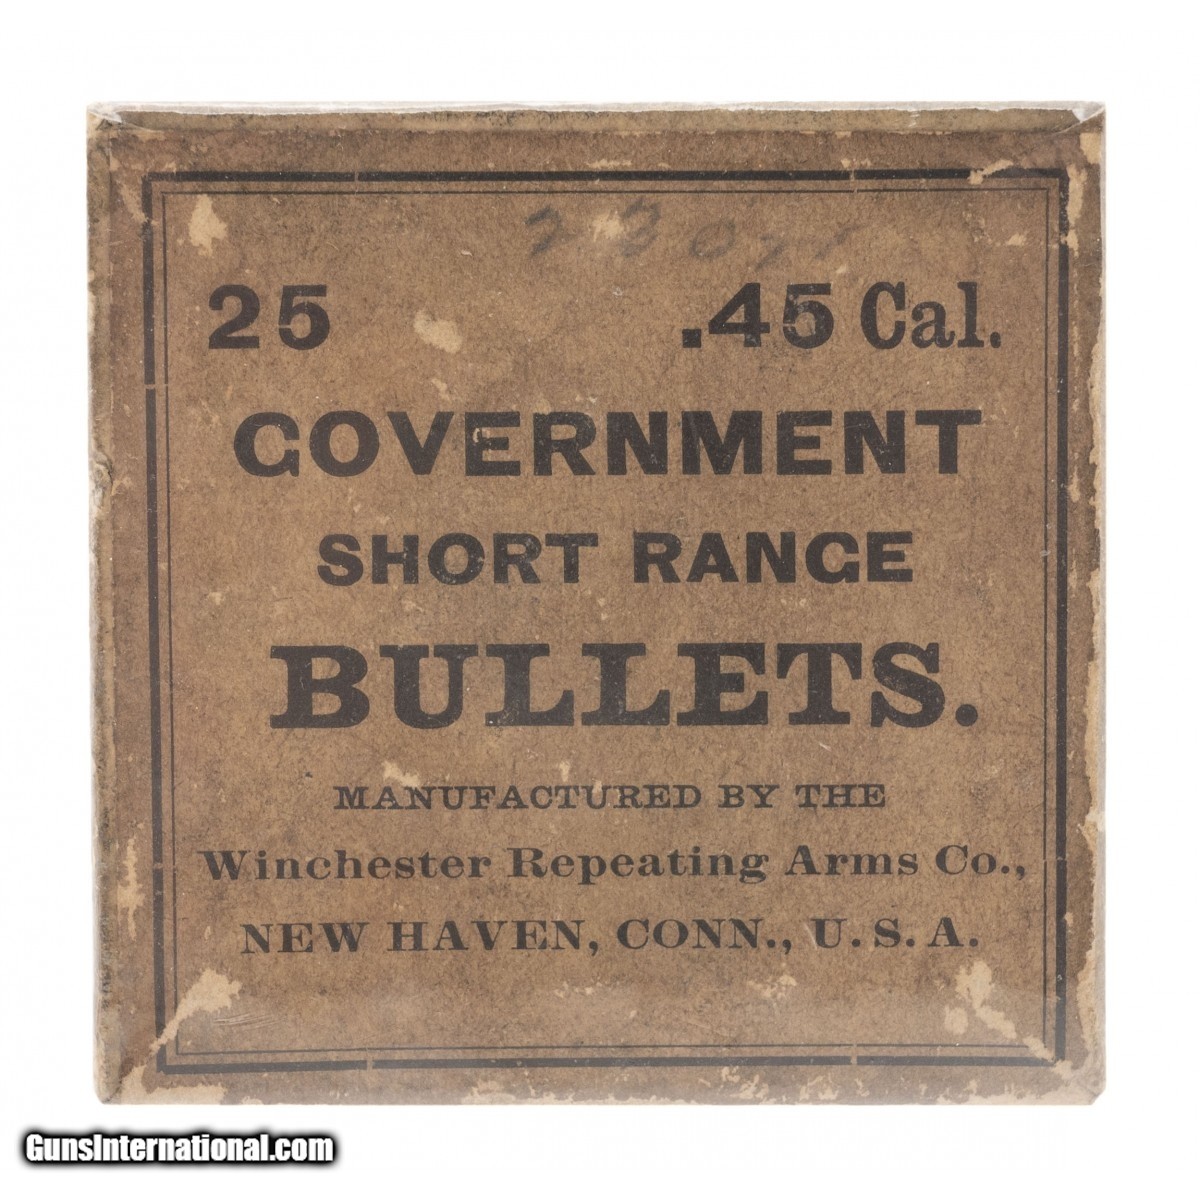 25 .45 Cal.
GOVERNMENT
SHORT RANGE
BULLETS.
MANUFACTURED BY THE
Winchester Repeating Arms Co.,
NEW HAVEN, CONN., U. S. A.
GunsInternational.com